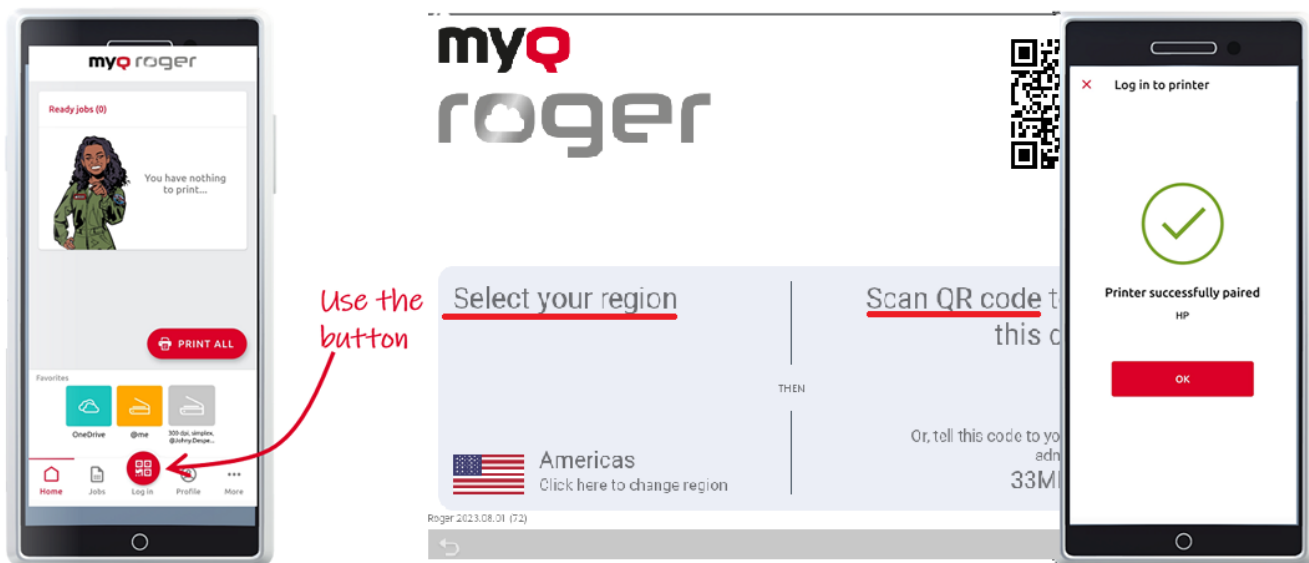 myQ roger
Ready jobs (0)
You have nothing
to print...
PRINT ALL
Favorites
OneDrive
@me
300 dpi, simplex,
@Johny.Despe...
Home
Jobs
Log in
Profile
More
Use the
button
myQ
roger
Select your region
Scan QR code
this
THEN
Americas
Click here to change region
Or, tell this code to
33M
Roger 2023.08.01 (72)
Log in to printer
Printer successfully paired
HP
OK